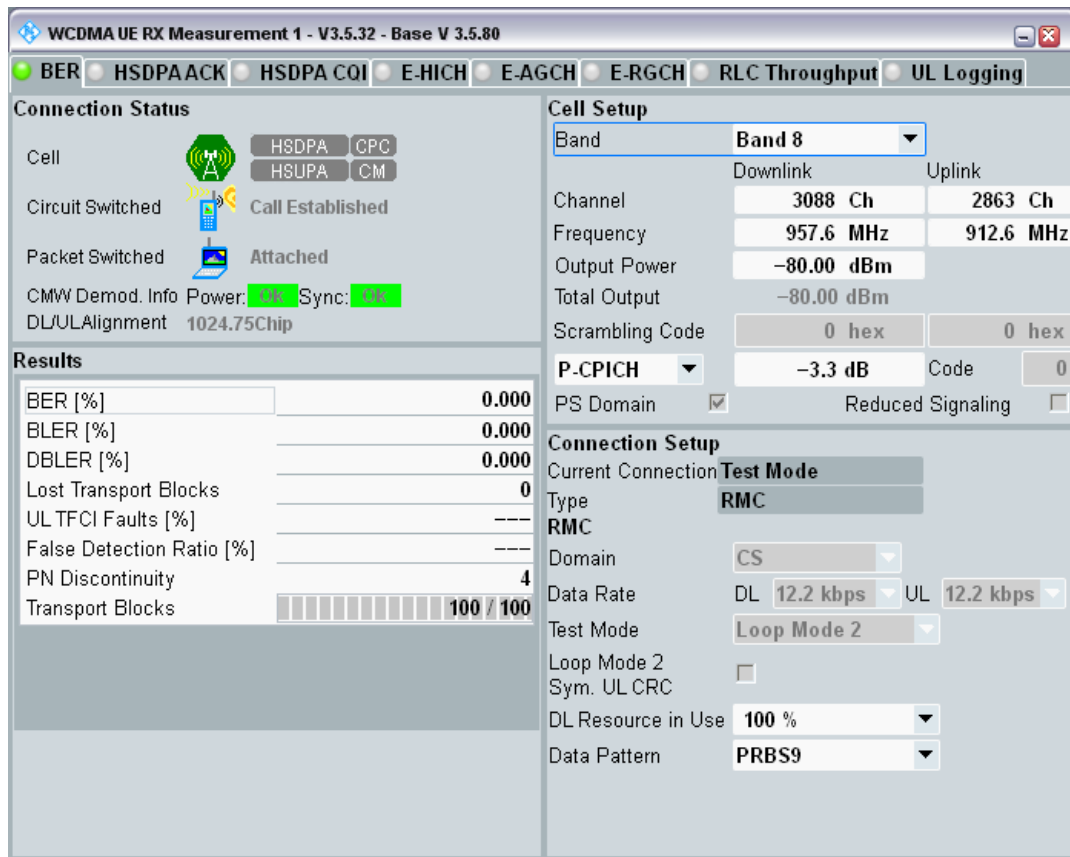 WCDMA UE RX Measurement 1 - V3.5.32 - Base V 3.5.80
BER HSDPA ACK HSDPA CQI E-HICH E-AGCH E-RGCH RLC Throughput UL Logging
Connection Status
Cell HSDPA CPC
HSUPA CM
Circuit Switched Call Established
Packet Switched Attached
CMW Demod. Info Power: Ok Sync: Ok
DL/ULAlignment 1024.75Chip
Results
BER [%] 0.000
BLER [%] 0.000
DBLER [%] 0.000
Lost Transport Blocks 0
UL TFCI Faults [%] ---
False Detection Ratio [%] ---
PN Discontinuity 4
Transport Blocks 100 / 100
Cell Setup
Band Band 8
Downlink Uplink
Channel 3088 Ch 2863 Ch
Frequency 957.6 MHz 912.6 MHz
Output Power −80.00 dBm
Total Output −80.00 dBm
Scrambling Code 0 hex 0 hex
P-CPICH −3.3 dB Code 0
PS Domain Reduced Signaling
Connection Setup
Current Connection Test Mode
Type RMC
RMC
Domain CS
Data Rate DL 12.2 kbps UL 12.2 kbps
Test Mode Loop Mode 2
Loop Mode 2
Sym. UL CRC
DL Resource in Use 100 %
Data Pattern PRBS9